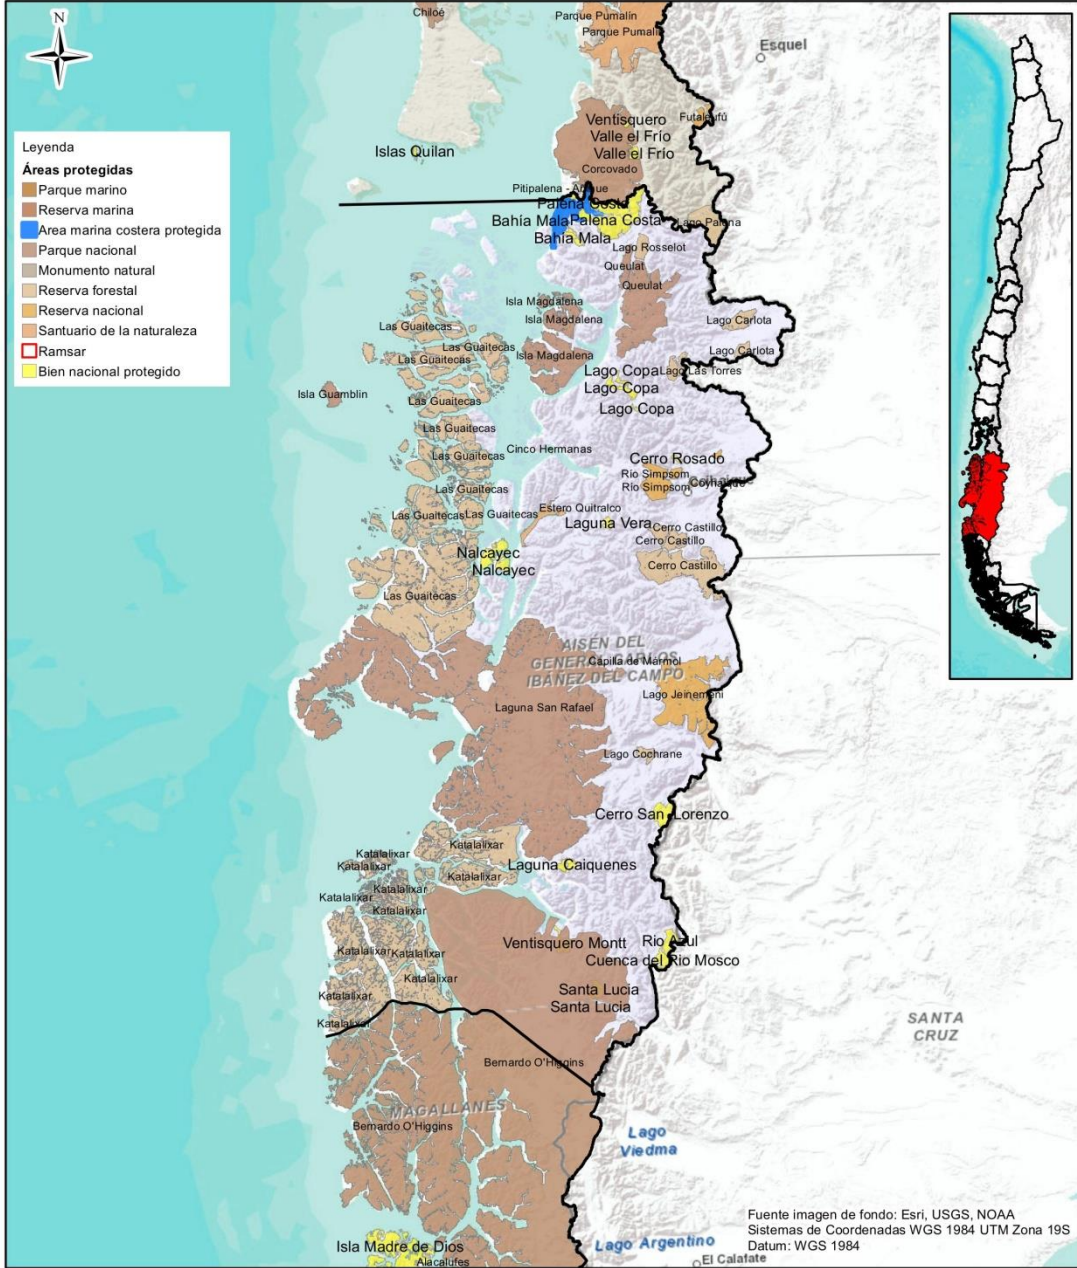 N
Chiloé
Parque Pumalin
Parque Pumali
Esquel
Ventisquero
Futaleufú
Valle el Frío
Islas Quilan
Valle el Frío
Corcovado
Leyenda
Áreas protegidas
Parque marino
Reserva marina
Area marina costera protegida
Parque nacional
Monumento natural
Reserva forestal
Reserva nacional
Santuario de la naturaleza
Ramsar
Bien nacional protegido
Palena Costa
Bahía Mala
Palena Costa
Lago Palena
Bahía Mala
Lago Rosselot
Queulat
Queulat
Isla Magdalena
Isla Magdalena
Isla Magdalena
Las Guaitecas
Las Guaitecas
Las Guaitecas
Lago Carlota
Lago Carlota
Lago Copa
Lago Las Torres
Lago Copa
Lago Copa
Isla Guamblin
Las Guaitecas
Las Guaitecas
Cinco Hermanas
Las Guaitecas
Cerro Rosado
Rio Simpsom
Río Simpsom
Las Guaitecas
Estero Quitralco
Las Guaitecas
Las Guaitecas
Laguna Vera
Cerro Castillo
Cerro Castillo
Nalcayec
Nalcayec
Cerro Castillo
Las Guaitecas
AISÉN DEL
GENERAL CARLOS
IBÁÑEZ DEL CAMPO
Capilla de Mármol
Lago Jeinemeni
Laguna San Rafael
Lago Cochrane
Cerro San Lorenzo
Katalalixar
Katalalixar
Katalalixar
Laguna Caiquenes
Katalalixar
Katalalixar
Katalalixar
Katalalixar
Ventisquero Montt
Rio Azul
Katalalixar
Katalalixar
Cuenca del Rio Mosco
Katalalixar
Katalalixar
Santa Lucia
Santa Lucia
Katalalixar
SANTA
CRUZ
Bernardo O'Higgins
MAGALLANES
Bernardo O'Higgins
Lago
Viedma
Fuente imagen de fondo: Esri, USGS, NOAA
Sistemas de Coordenadas WGS 1984 UTM Zona 19S
Datum: WGS 1984
Isla Madre de Dios
Alacalufes
Lago Argentino
El Calafate